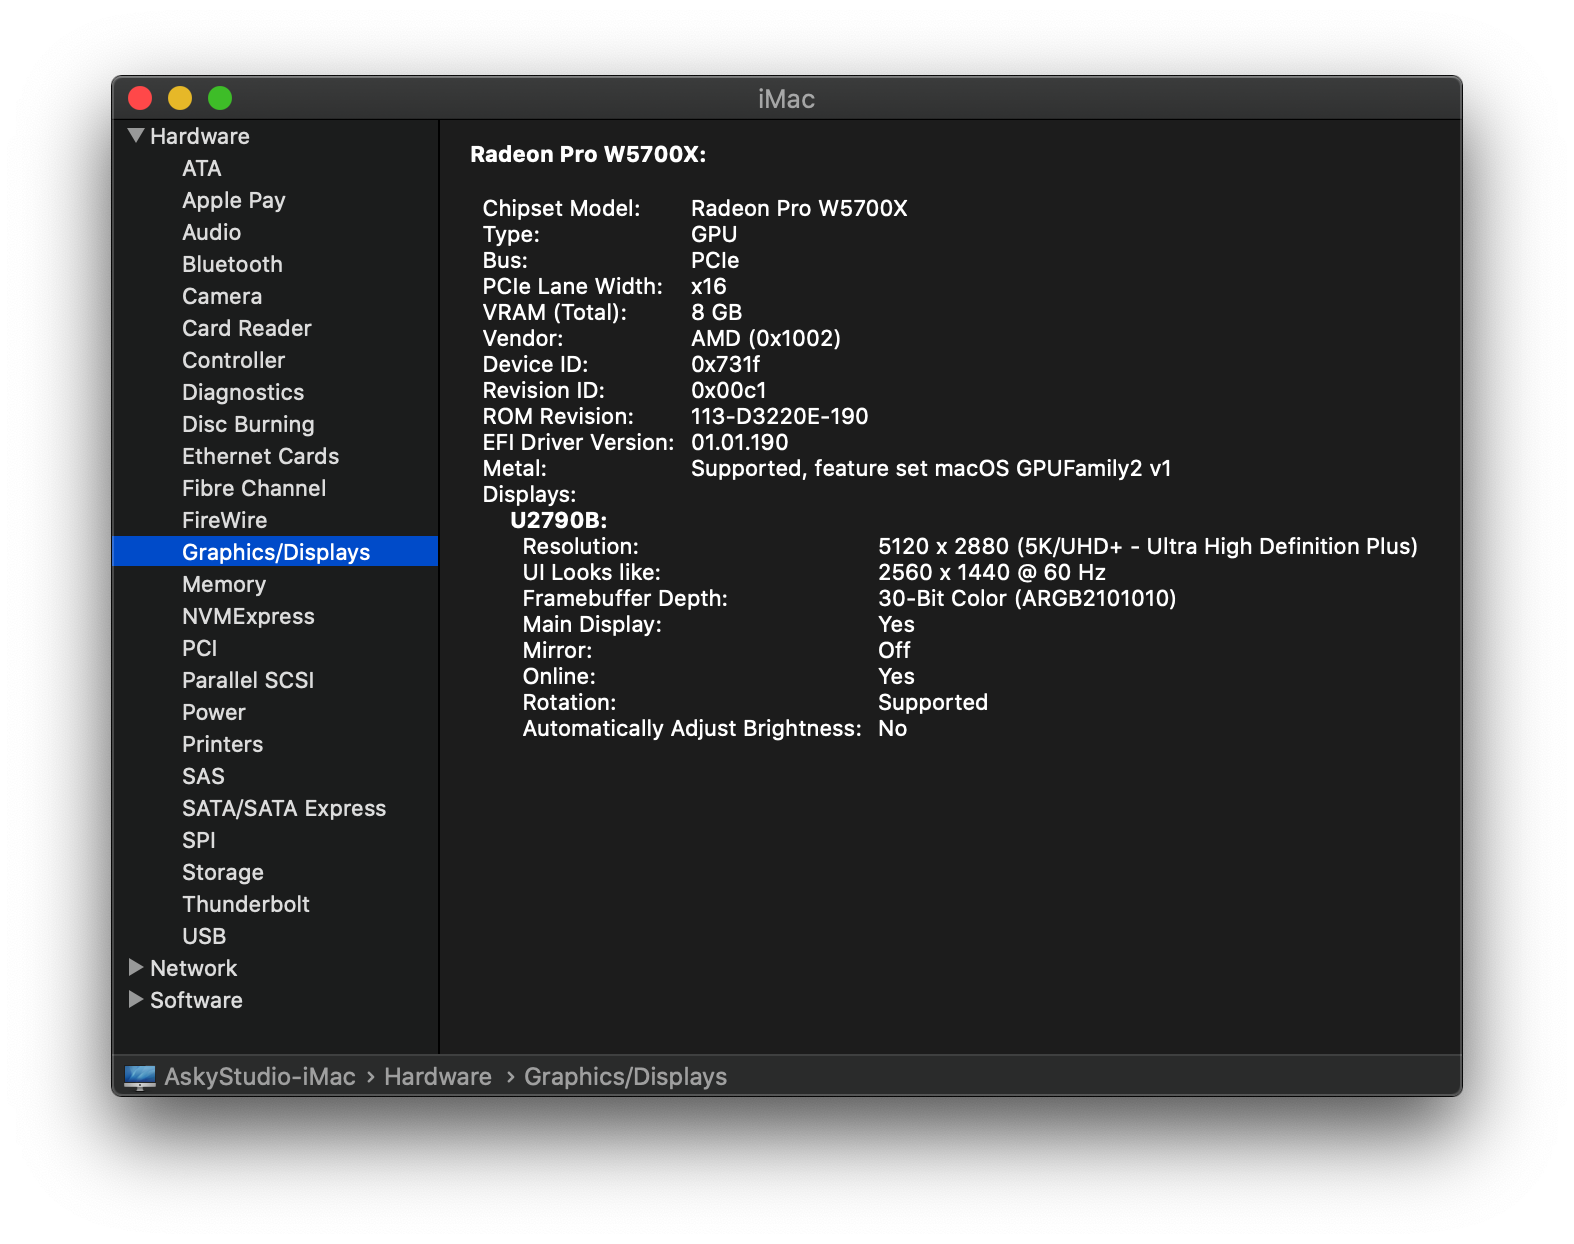 iMac
Hardware
ATA
Apple Pay
Audio
Bluetooth
Camera
Card Reader
Controller
Diagnostics
Disc Burning
Ethernet Cards
Fibre Channel
FireWire
Graphics/Displays
Memory
NVMExpress
PCI
Parallel SCSI
Power
Printers
SAS
SATA/SATA Express
SPI
Storage
Thunderbolt
USB
Network
Software
Radeon Pro W5700X:
Chipset Model: Radeon Pro W5700X
Type: GPU
Bus: PCIe
PCIe Lane Width: x16
VRAM (Total): 8 GB
Vendor: AMD (0x1002)
Device ID: 0x731f
Revision ID: 0x00c1
ROM Revision: 113-D3220E-190
EFI Driver Version: 01.01.190
Metal: Supported, feature set macOS GPUFamily2 v1
Displays:
U2790B:
Resolution: 5120 x 2880 (5K/UHD+ - Ultra High Definition Plus)
UI Looks like: 2560 x 1440 @ 60 Hz
Framebuffer Depth: 30-Bit Color (ARGB2101010)
Main Display: Yes
Mirror: Off
Online: Yes
Rotation: Supported
Automatically Adjust Brightness: No
AskyStudio-iMac › Hardware › Graphics/Displays